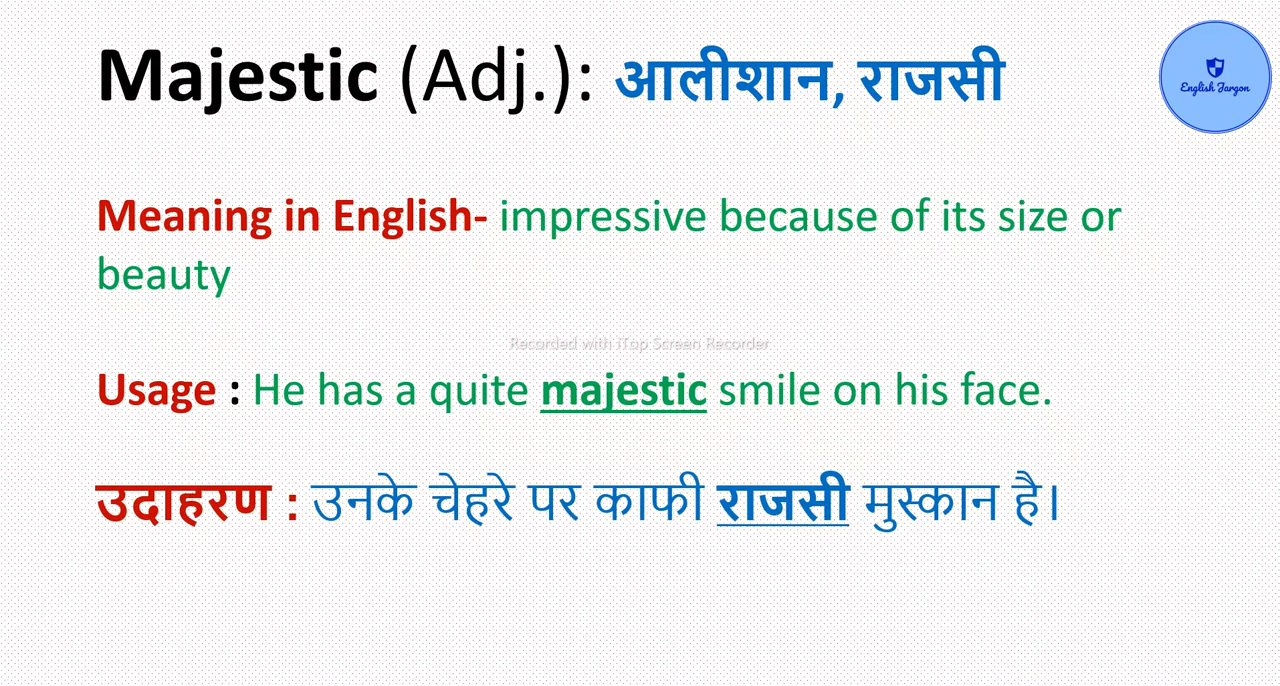 Majestic (Adj.): आलीशान, राजसी
English Jargon
Meaning in English- impressive because of its size or
beauty
Recorded with iTop Screen Recorder
Usage : He has a quite majestic smile on his face.
उदाहरण : उनके चेहरे पर काफी राजसी मुस्कान है।